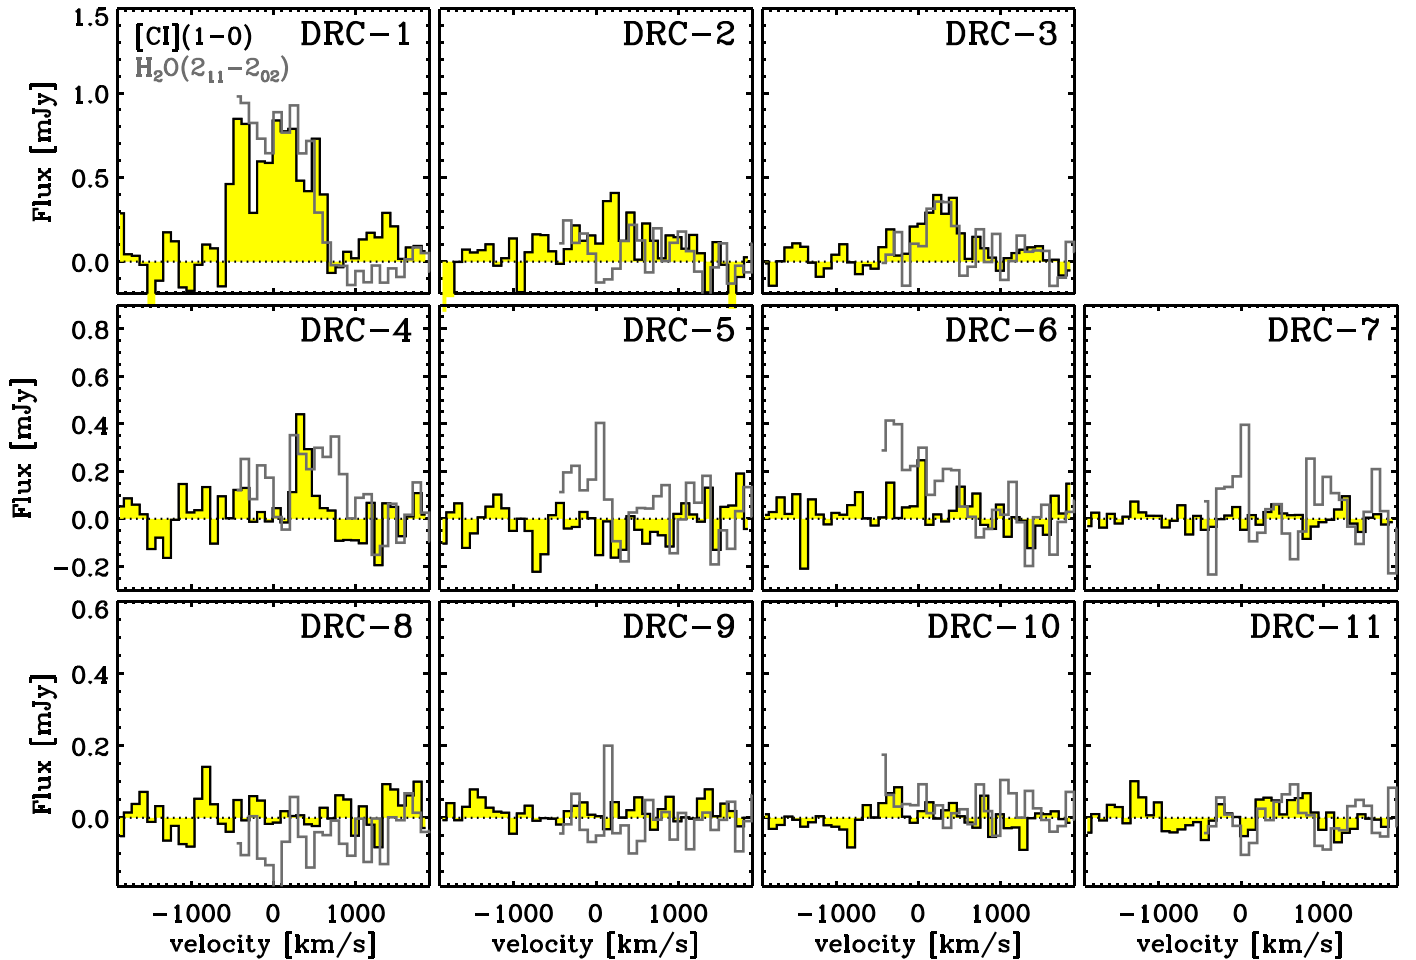 [CI](1−0)
DRC−1
DRC−2
DRC−3
H₂O(2₁₁−2₀₂)
1.5
1.0
0.5
0.0
Flux [mJy]
DRC−4
DRC−5
DRC−6
DRC−7
0.8
0.6
0.4
0.2
0.0
−0.2
Flux [mJy]
DRC−8
DRC−9
DRC−10
DRC−11
0.6
0.4
0.2
0.0
Flux [mJy]
−1000 0 1000
−1000 0 1000
−1000 0 1000
−1000 0 1000
velocity [km/s]
velocity [km/s]
velocity [km/s]
velocity [km/s]